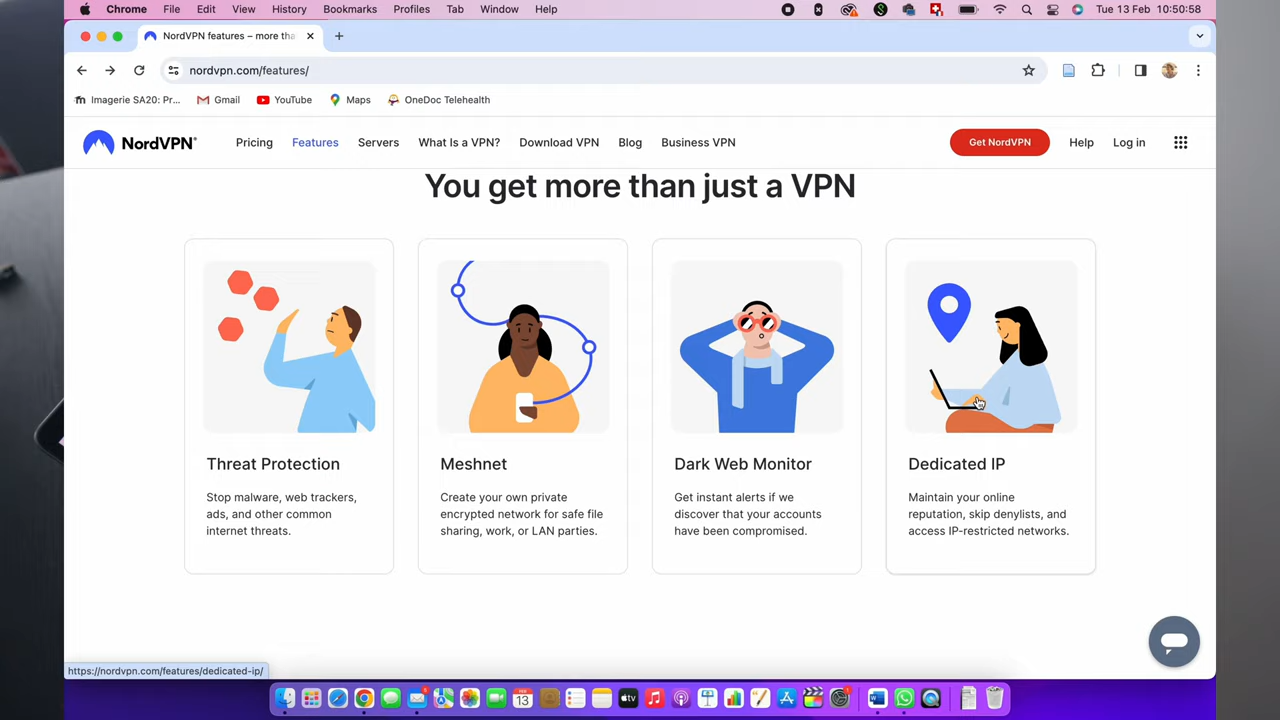 Chrome File Edit View History Bookmarks Profiles Tab Window Help Tue 13 Feb 10:50:58
NordVPN features – more tha
nordvpn.com/features/
Imagerie SA20: Pr... Gmail YouTube Maps OneDoc Telehealth
NordVPN® Pricing Features Servers What Is a VPN? Download VPN Blog Business VPN Get NordVPN Help Log in
You get more than just a VPN
Threat Protection
Stop malware, web trackers,
ads, and other common
internet threats.
Meshnet
Create your own private
encrypted network for safe file
sharing, work, or LAN parties.
Dark Web Monitor
Get instant alerts if we
discover that your accounts
have been compromised.
Dedicated IP
Maintain your online
reputation, skip denylists, and
access IP-restricted networks.
https://nordvpn.com/features/dedicated-ip/